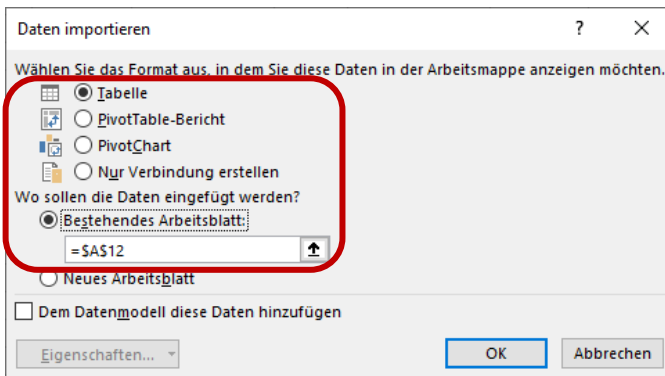 Daten importieren ? ×
Wählen Sie das Format aus, in dem Sie diese Daten in der Arbeitsmappe anzeigen möchten.
Tabelle
PivotTable-Bericht
PivotChart
Nur Verbindung erstellen
Wo sollen die Daten eingefügt werden?
Bestehendes Arbeitsblatt:
=$A$12
Neues Arbeitsblatt
Dem Datenmodell diese Daten hinzufügen
Eigenschaften... OK Abbrechen